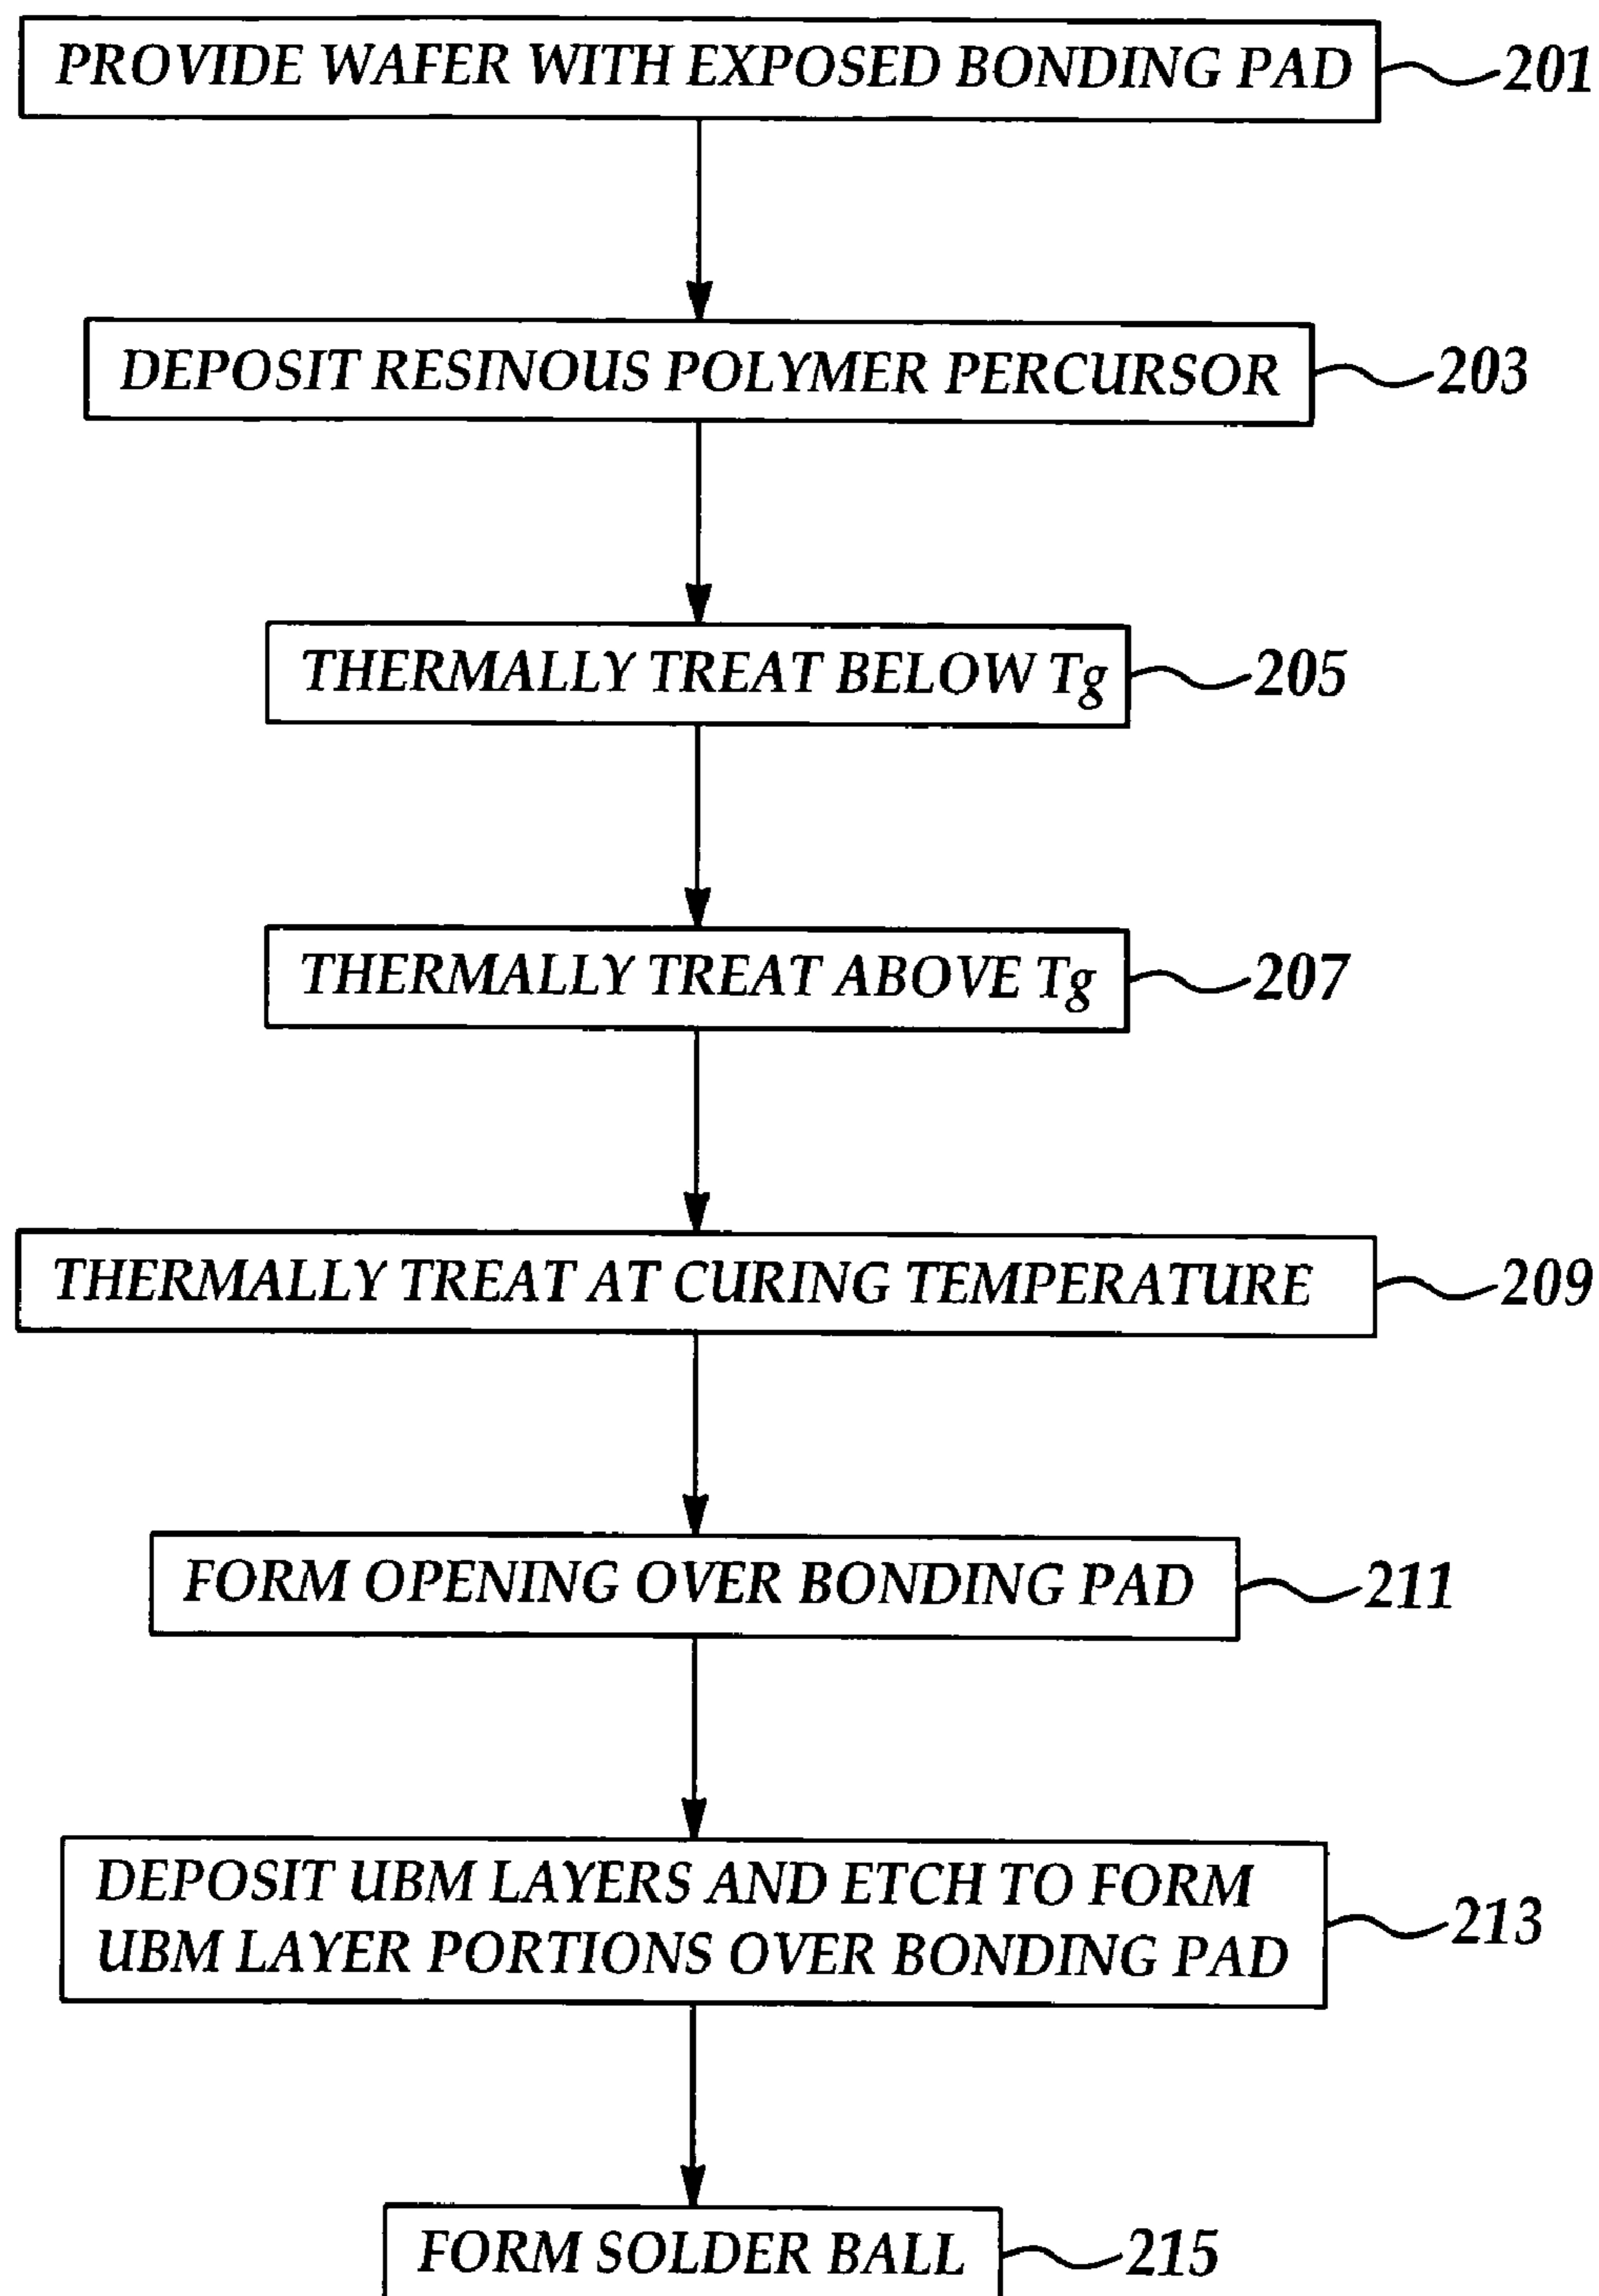 PROVIDE WAFER WITH EXPOSED BONDING PAD 201
DEPOSIT RESINOUS POLYMER PERCURSOR 203
THERMALLY TREAT BELOW Tg 205
THERMALLY TREAT ABOVE Tg 207
THERMALLY TREAT AT CURING TEMPERATURE 209
FORM OPENING OVER BONDING PAD 211
DEPOSIT UBM LAYERS AND ETCH TO FORM
UBM LAYER PORTIONS OVER BONDING PAD 213
FORM SOLDER BALL 215